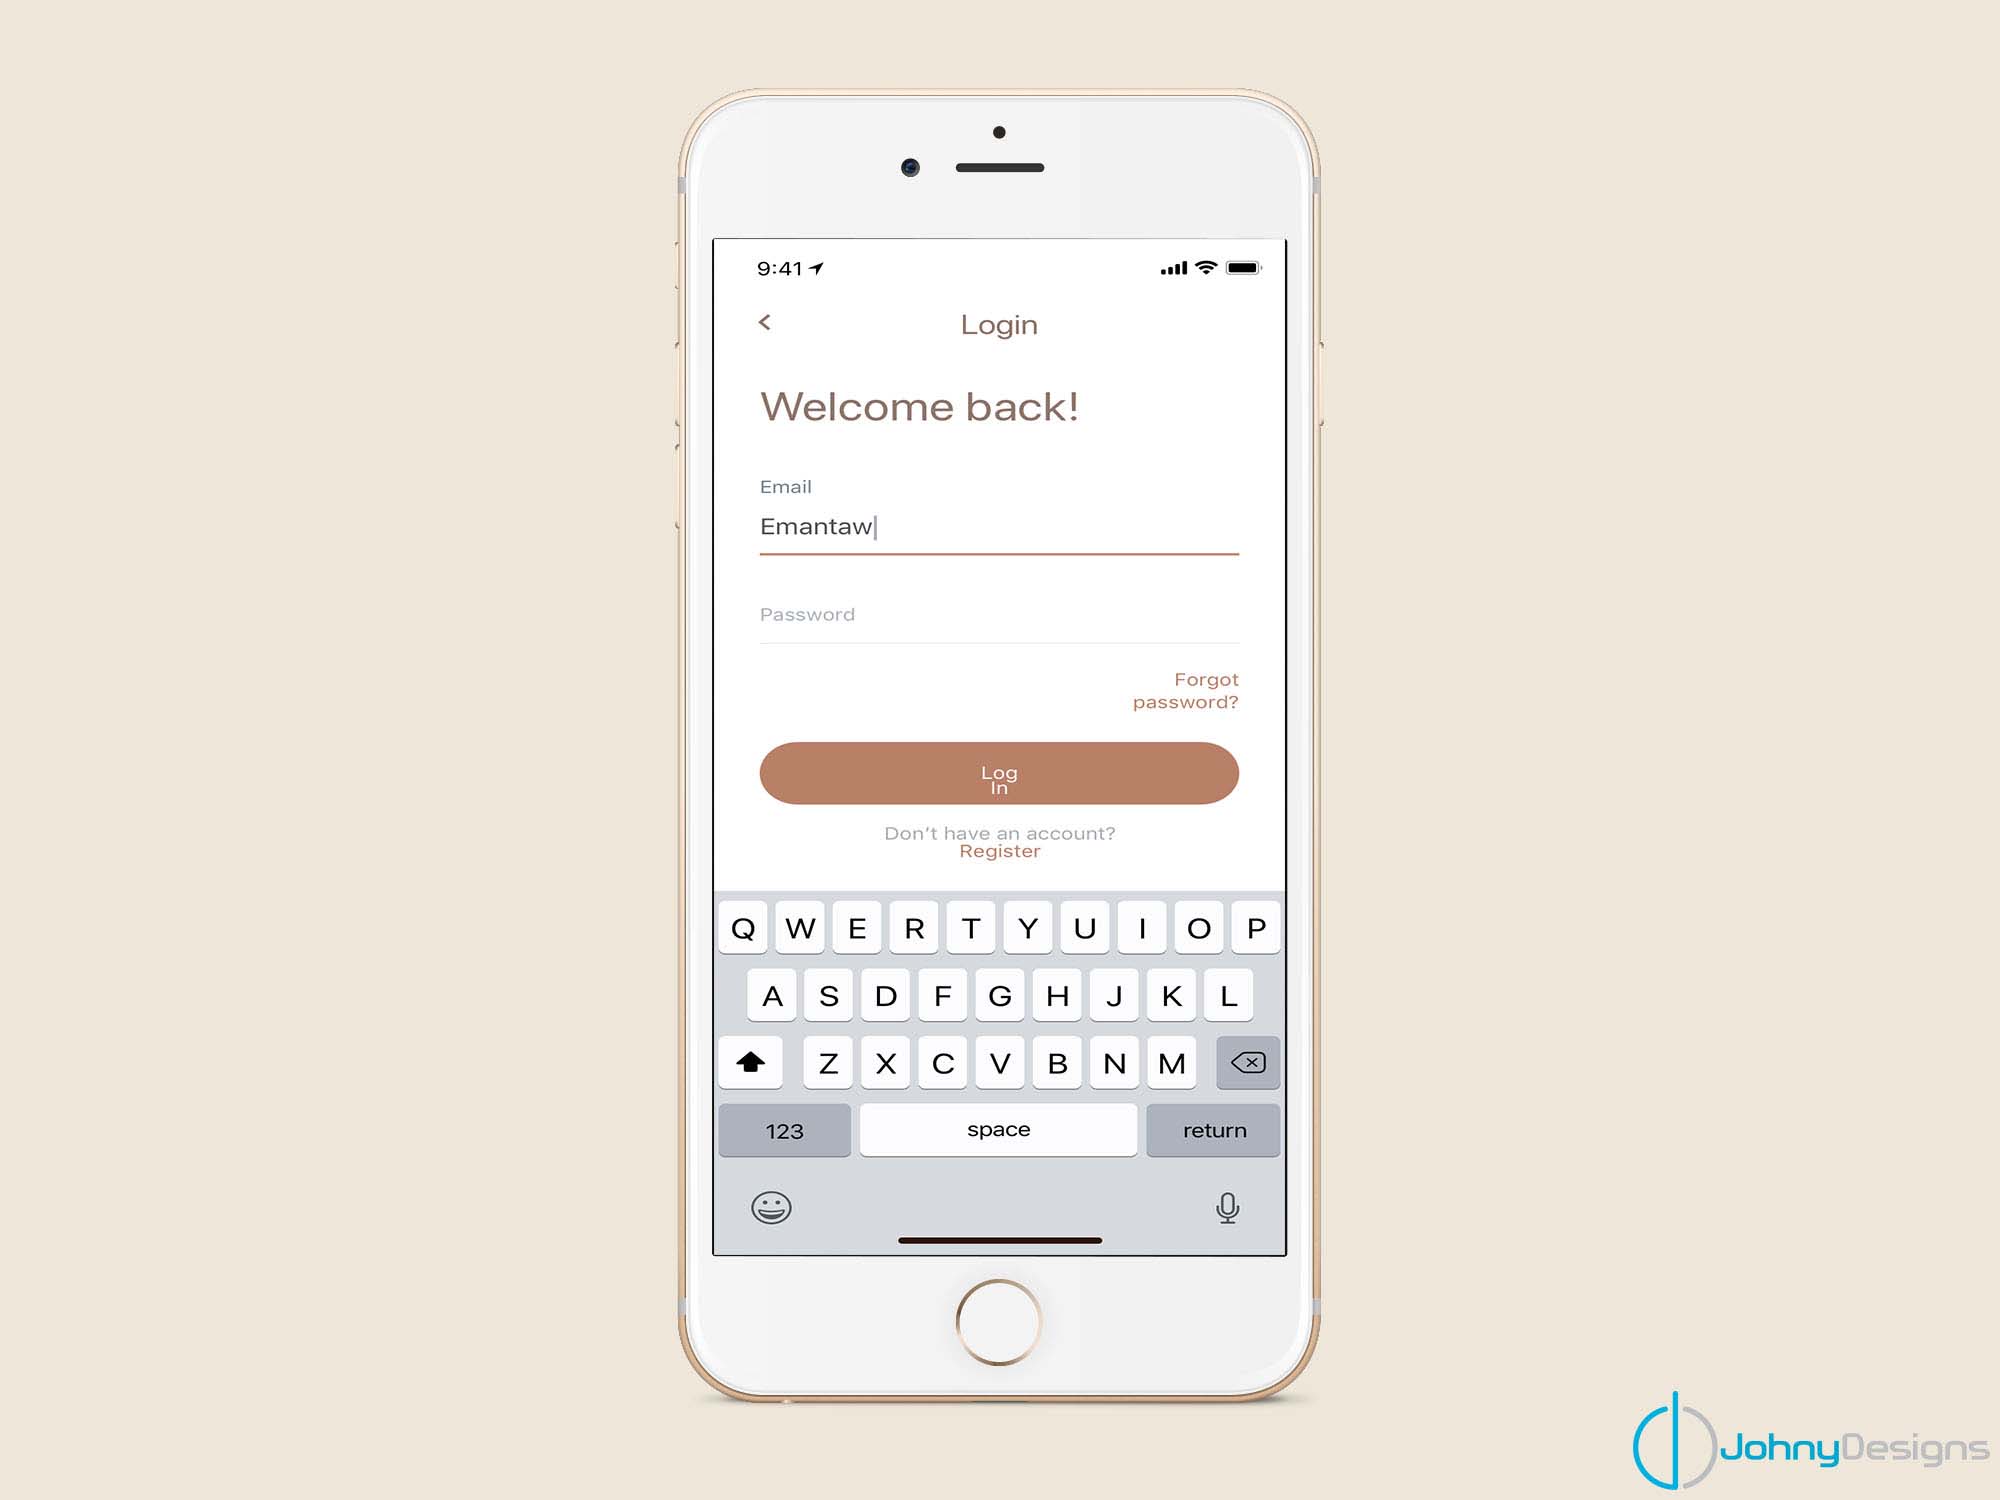 9:41
Login
Welcome back!
Email
Emantaw
Password
Forgot
password?
Log
In
Don't have an account?
Register
Q W E R T Y U I O P
A S D F G H J K L
Z X C V B N M
123 space return
JohnyDesigns